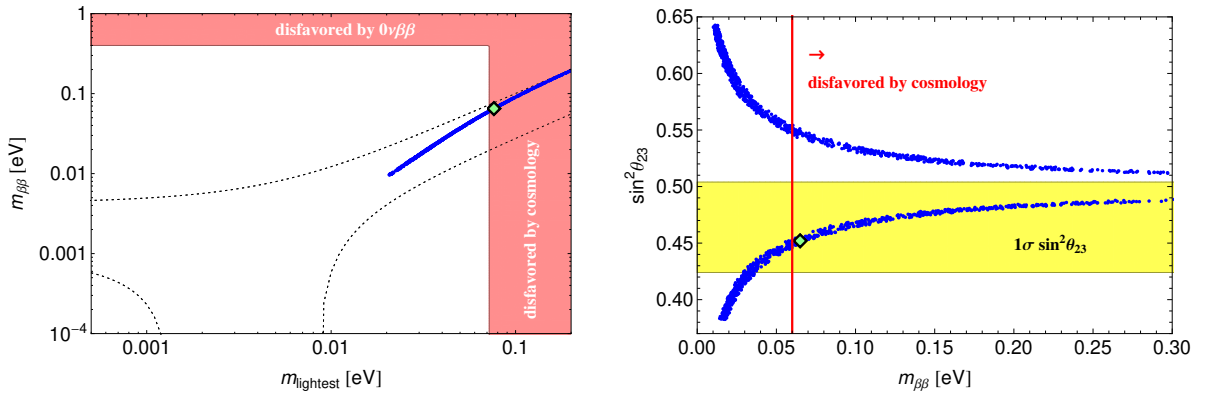 1
0.1
0.01
0.001
10⁻⁴
0.001
0.01
0.1
m_ββ [eV]
m_lightest [eV]
disfavored by 0νββ
disfavored by cosmology
0.65
0.60
0.55
0.50
0.45
0.40
0.00
0.05
0.10
0.15
0.20
0.25
0.30
sin²θ₂₃
m_ββ [eV]
→
disfavored by cosmology
1σ sin²θ₂₃